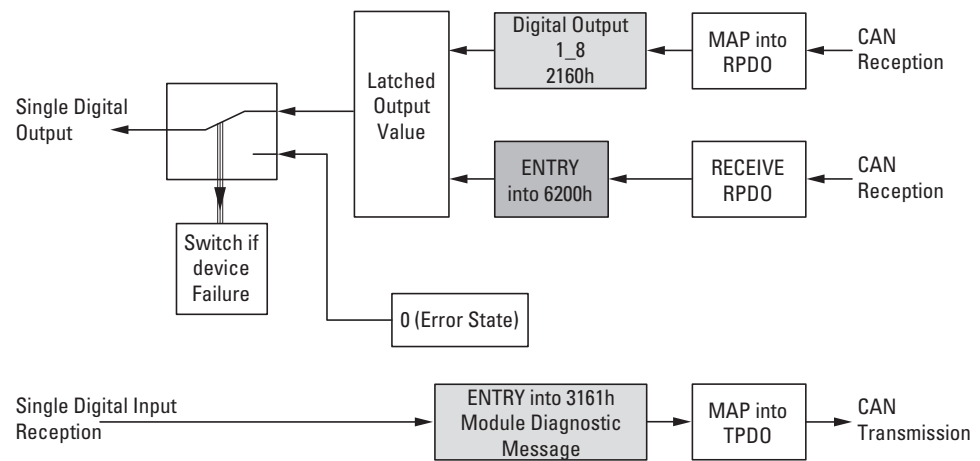 Digital Output
1_8
2160h
MAP into
RPDO
CAN
Reception
Latched
Output
Value
Single Digital
Output
ENTRY
into 6200h
RECEIVE
RPDO
CAN
Reception
Switch if
device
Failure
0 (Error State)
Single Digital Input
Reception
ENTRY into 3161h
Module Diagnostic
Message
MAP into
TPDO
CAN
Transmission